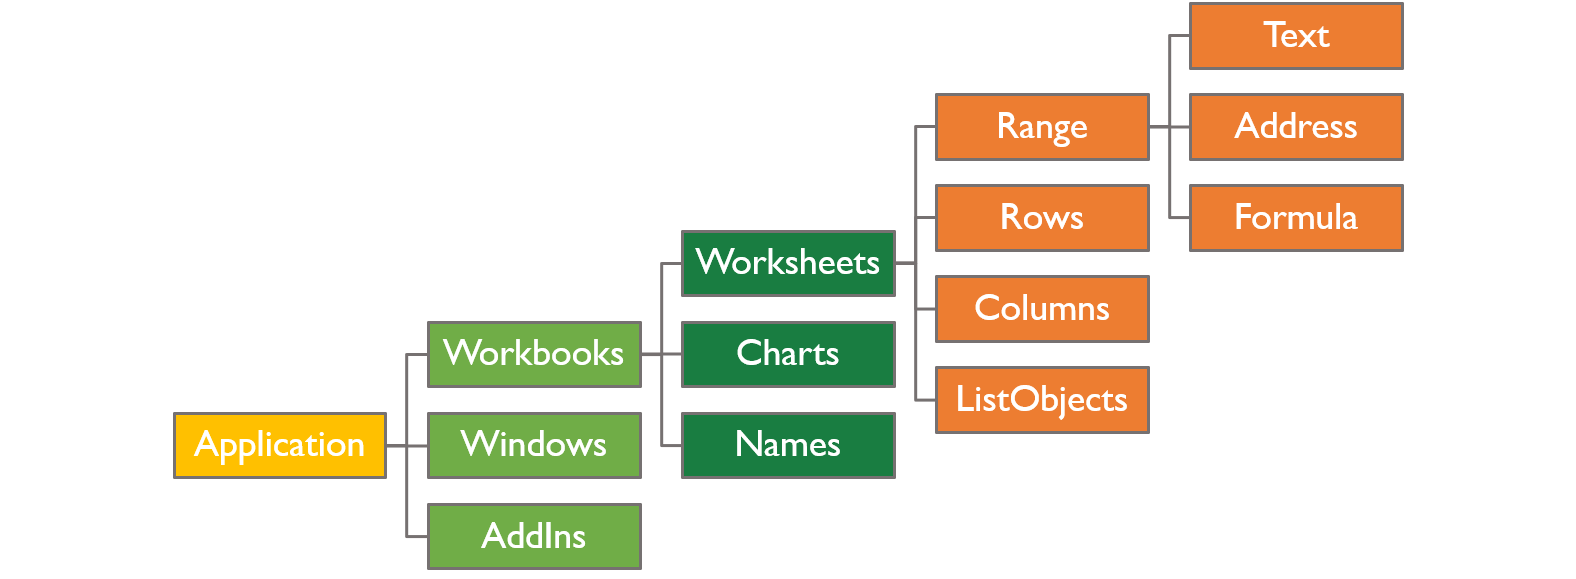 Application
Workbooks
Windows
AddIns
Worksheets
Charts
Names
Range
Rows
Columns
ListObjects
Text
Address
Formula